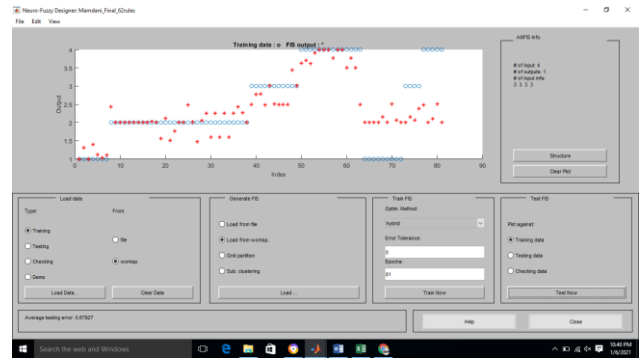 Neuro-Fuzzy Designer Mamdani_Final_62rules
File Edit View
Training data : o FIS output : *
4
3.5
3
2.5
2
1.5
1
Output
0 10 20 30 40 50 60 70 80 90
Index
ANFIS Info.
# of input: 4
# of outputs: 1
# of input mfs:
3 3 3 3
Structure
Clear Plot
Load data
Type:
From:
Training
Testing
Checking
Demo
file
worksp.
Load Data...
Clear Data
Generate FIS
Load from file
Load from worksp.
Grid partition
Sub. clustering
Load ...
Train FIS
Optim. Method:
hybrid
Error Tolerance:
0
Epochs:
Train Now
Test FIS
Plot against:
Training data
Testing data
Checking data
Test Now
Average testing error: 0.67927
Help
Close
Search the web and Windows
10:40 PM
1/6/2021